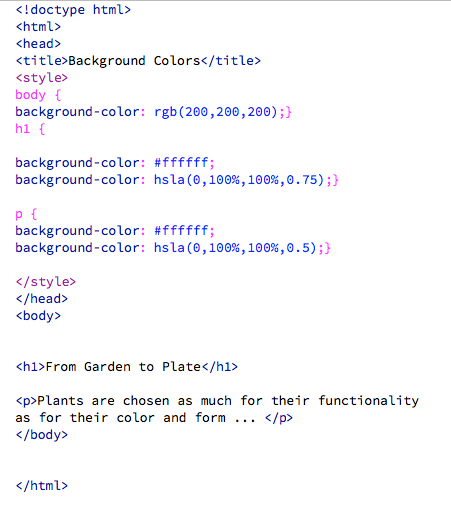 <!doctype html>
<html>
<head>
<title>Background Colors</title>
<style>
body {
background-color: rgb(200,200,200);}
h1 {
background-color: #ffffff;
background-color: hsla(0,100%,100%,0.75);}
p {
background-color: #ffffff;
background-color: hsla(0,100%,100%,0.5);}
</style>
</head>
<body>
<h1>From Garden to Plate</h1>
<p>Plants are chosen as much for their functionality
as for their color and form ... </p>
</body>
</html>